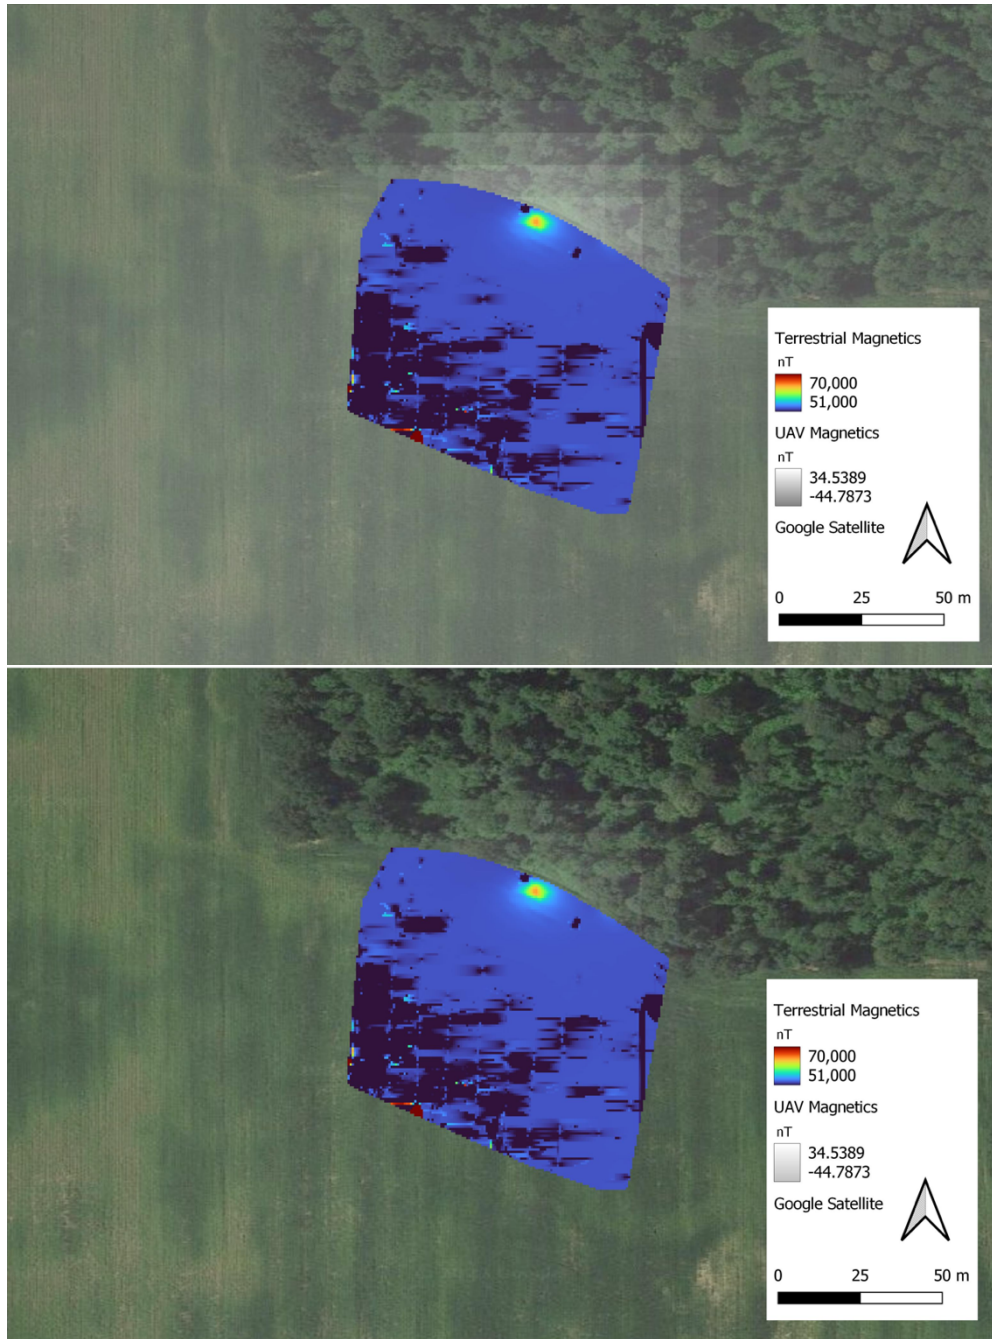 Terrestrial Magnetics
nT
70,000
51,000
UAV Magnetics
nT
34.5389
-44.7873
Google Satellite
0 25 50 m
Terrestrial Magnetics
nT
70,000
51,000
UAV Magnetics
nT
34.5389
-44.7873
Google Satellite
0 25 50 m